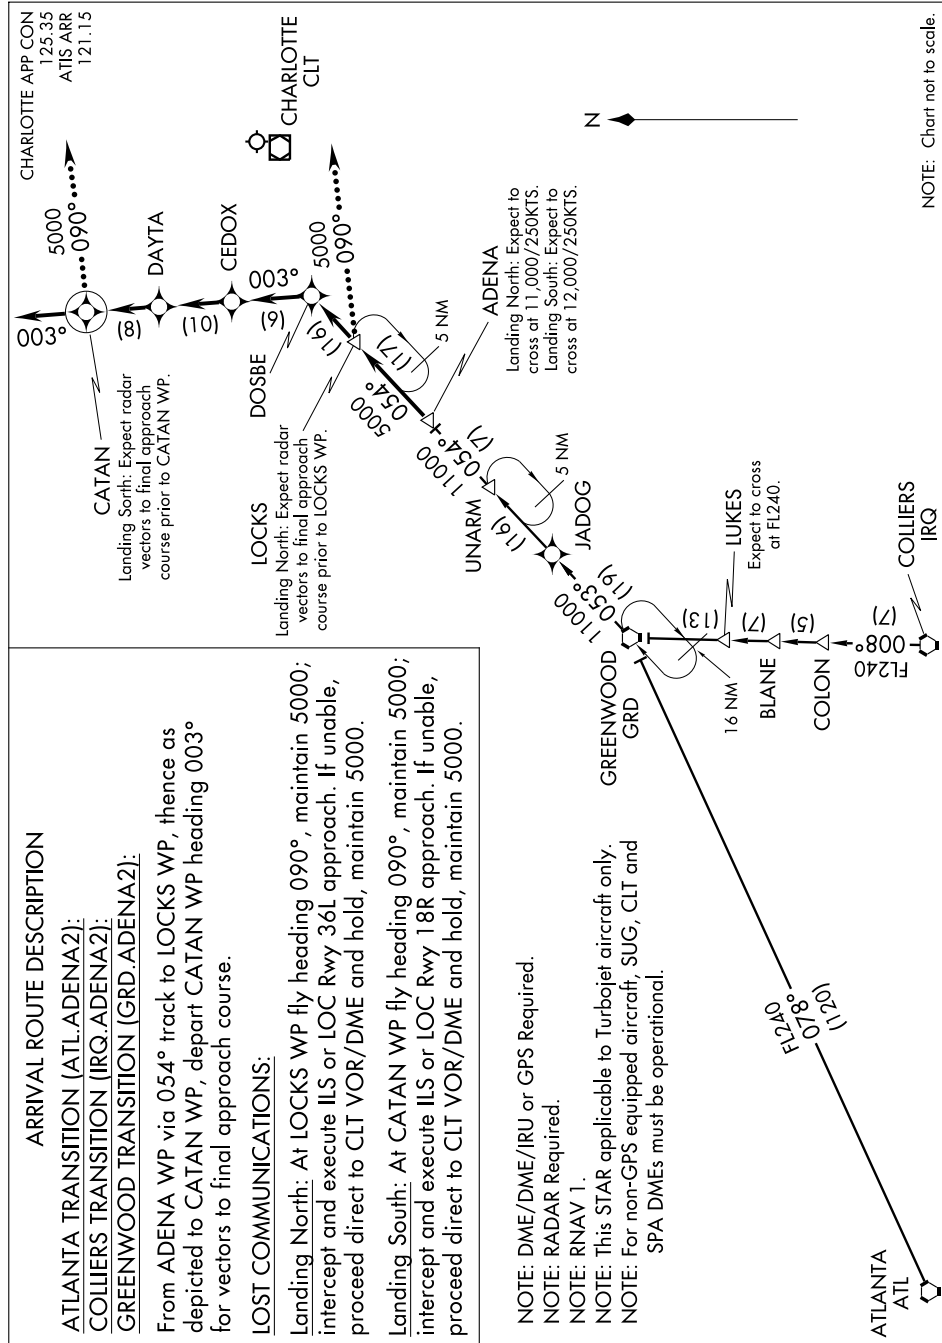 ARRIVAL ROUTE DESCRIPTION
ATLANTA TRANSITION (ATL.ADENA2):
COLLIERS TRANSITION (IRQ.ADENA2):
GREENWOOD TRANSITION (GRD.ADENA2):
From ADENA WP via 054° track to LOCKS WP, thence as
depicted to CATAN WP, depart CATAN WP heading 003°
for vectors to final approach course.
LOST COMMUNICATIONS:
Landing North: At LOCKS WP fly heading 090°, maintain 5000;
intercept and execute ILS or LOC Rwy 36L approach. If unable,
proceed direct to CLT VOR/DME and hold, maintain 5000.
Landing South: At CATAN WP fly heading 090°, maintain 5000;
intercept and execute ILS or LOC Rwy 18R approach. If unable,
proceed direct to CLT VOR/DME and hold, maintain 5000.
NOTE: DME/DME/IRU or GPS Required.
NOTE: RADAR Required.
NOTE: RNAV 1.
NOTE: This STAR applicable to Turbojet aircraft only.
NOTE: For non-GPS equipped aircraft, SUG, CLT and
SPA DMEs must be operational.
CHARLOTTE APP CON
125.35
ATIS ARR
121.15
003°
5000
090°
CATAN
Landing Sorth: Expect radar
vectors to final approach
course prior to CATAN WP.
(8)
DAYTA
(10)
CEDOX
003°
(6)
DOSBE
CHARLOTTE
CLT
5000
090°
(16)
LOCKS
Landing North: Expect radar
vectors to final approach
course prior to LOCKS WP.
(17)
5 NM
5000
054°
ADENA
Landing North: Expect to
cross at 11,000/250KTS.
Landing South: Expect to
cross at 12,000/250KTS.
11000
054°
(7)
UNARM
5 NM
(16)
JADOG
11000
053°
(19)
GREENWOOD
GRD
(13)
16 NM
LUKES
Expect to cross
at FL240.
(7)
BLANE
(5)
COLON
FL240
008°
(7)
COLLIERS
IRQ
FL240
078°
(120)
ATLANTA
ATL
N
NOTE: Chart not to scale.